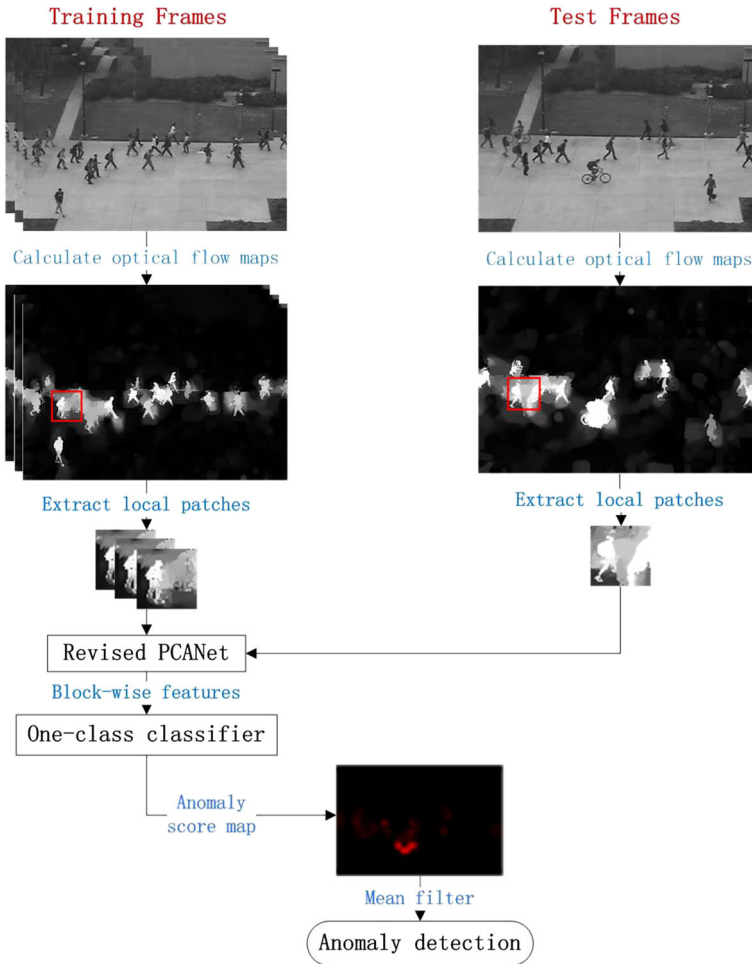 Training Frames
Test Frames
Calculate optical flow maps
Calculate optical flow maps
Extract local patches
Extract local patches
Revised PCANet
Block-wise features
One-class classifier
Anomaly
score map
Mean filter
Anomaly detection